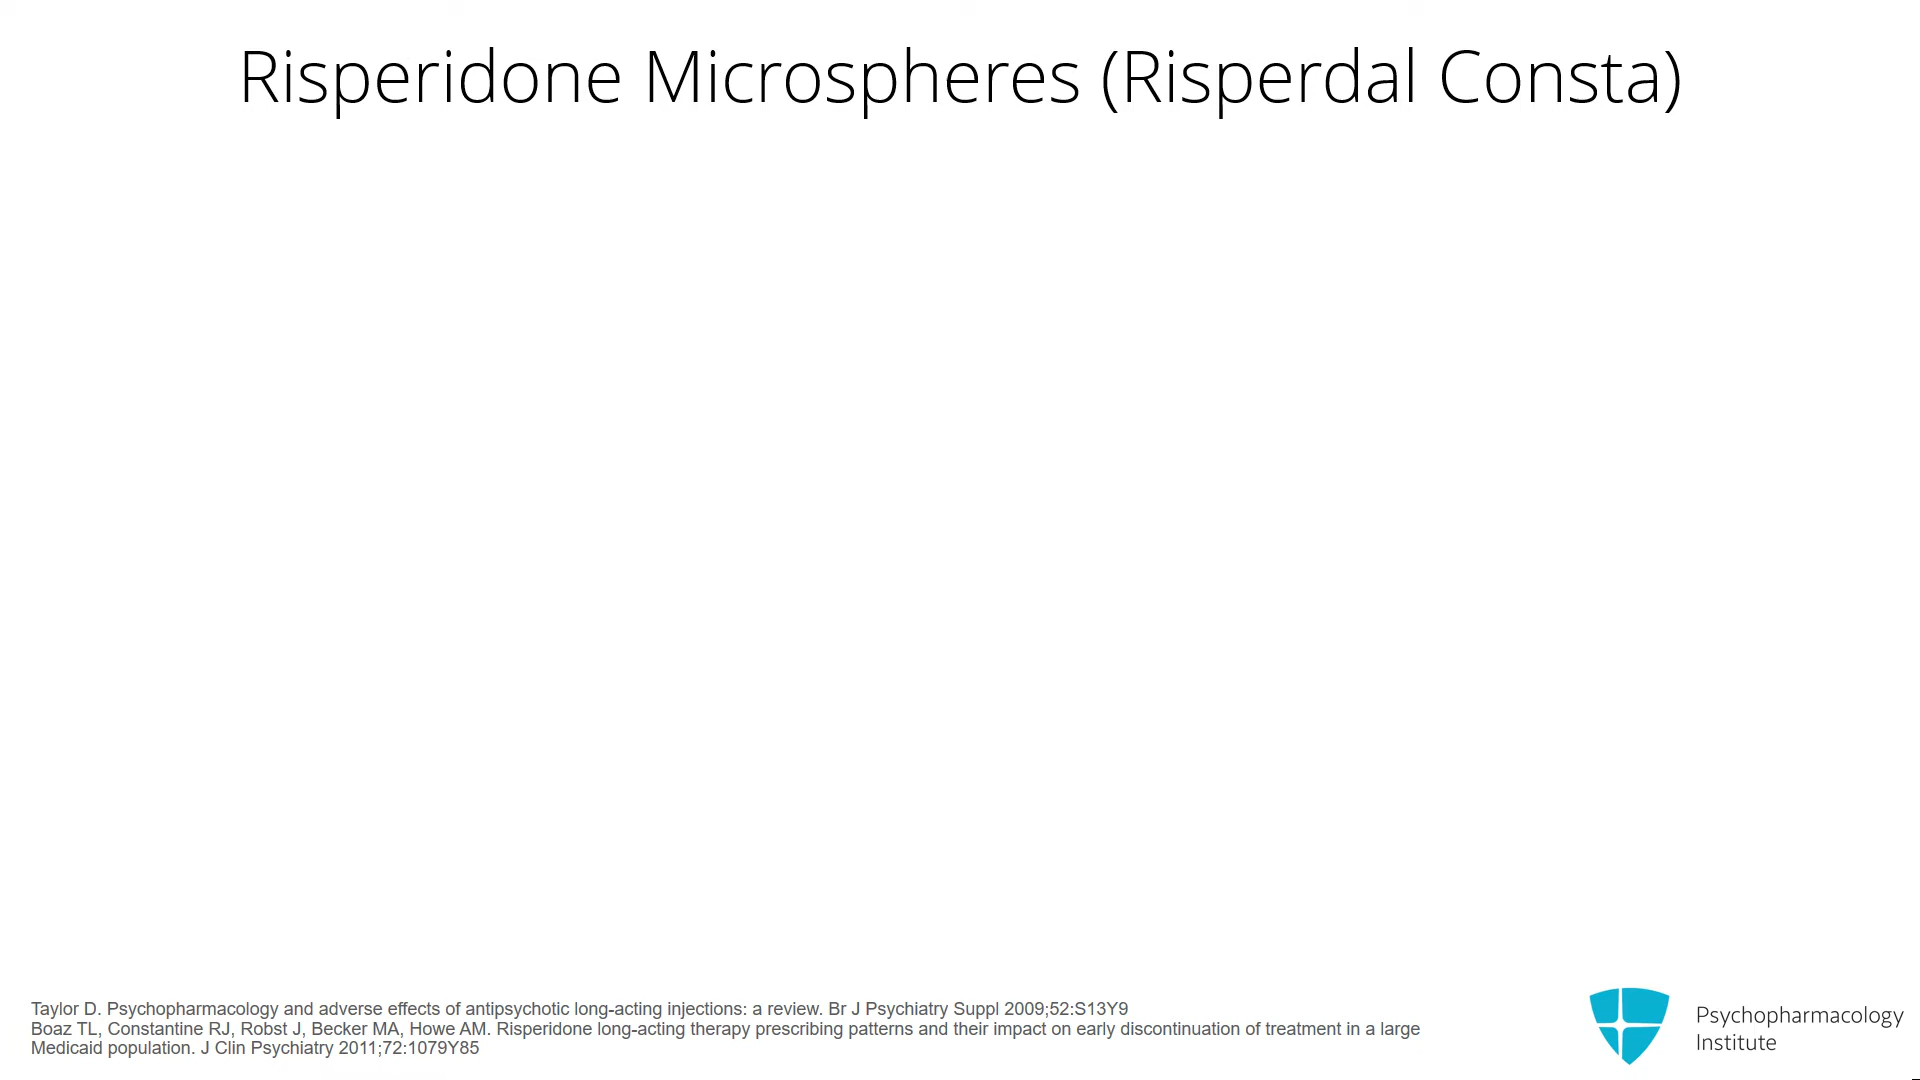 Risperidone Microspheres (Risperdal Consta)
Taylor D. Psychopharmacology and adverse effects of antipsychotic long-acting injections: a review. Br J Psychiatry Suppl 2009;52:S13Y9
Boaz TL, Constantine RJ, Robst J, Becker MA, Howe AM. Risperidone long-acting therapy prescribing patterns and their impact on early discontinuation of treatment in a large
Medicaid population. J Clin Psychiatry 2011;72:1079Y85
Psychopharmacology
Institute